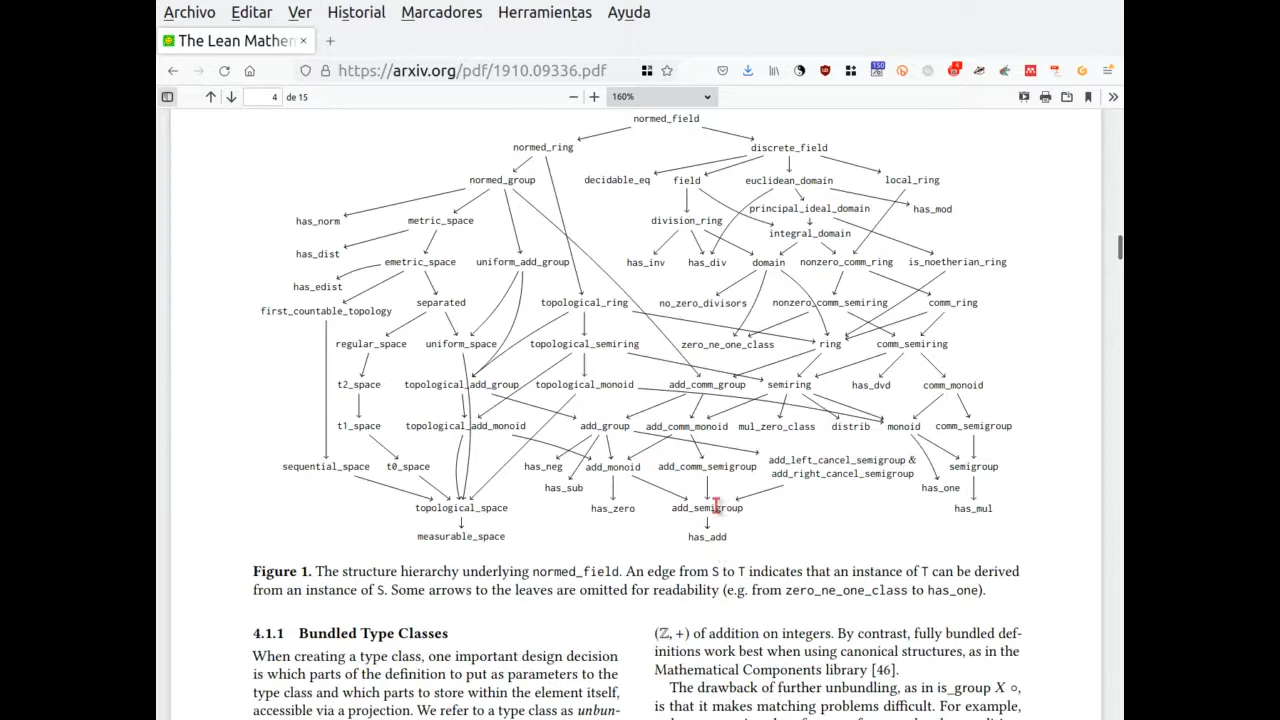 Archivo Editar Ver Historial Marcadores Herramientas Ayuda
The Lean Mather
https://arxiv.org/pdf/1910.09336.pdf
150
4
4 de 15
160%
normed_field
normed_ring discrete_field
normed_group decidable_eq field euclidean_domain local_ring
has_norm metric_space division_ring principal_ideal_domain has_mod
integral_domain
has_dist emetric_space uniform_add_group has_inv has_div domain nonzero_comm_ring is_noetherian_ring
has_edist
first_countable_topology separated topological_ring no_zero_divisors nonzero_comm_semiring comm_ring
regular_space uniform_space topological_semiring zero_ne_one_class ring comm_semiring
t2_space topological_add_group topological_monoid add_comm_group semiring has_dvd comm_monoid
t1_space topological_add_monoid add_group add_comm_monoid mul_zero_class distrib monoid comm_semigroup
sequential_space t0_space has_neg add_monoid add_comm_semigroup add_left_cancel_semigroup & semigroup
add_right_cancel_semigroup
has_sub has_one
topological_space has_zero add_semigroup has_mul
measurable_space has_add
Figure 1. The structure hierarchy underlying normed_field. An edge from S to T indicates that an instance of T can be derived
from an instance of S. Some arrows to the leaves are omitted for readability (e.g. from zero_ne_one_class to has_one).
4.1.1 Bundled Type Classes
When creating a type class, one important design decision
is which parts of the definition to put as parameters to the
type class and which parts to store within the element itself,
accessible via a projection. We refer to a type class as unbun-
(ℤ, +) of addition on integers. By contrast, fully bundled def-
initions work best when using canonical structures, as in the
Mathematical Components library [46].
The drawback of further unbundling, as in is_group X ∘,
is that it makes matching problems difficult. For example,